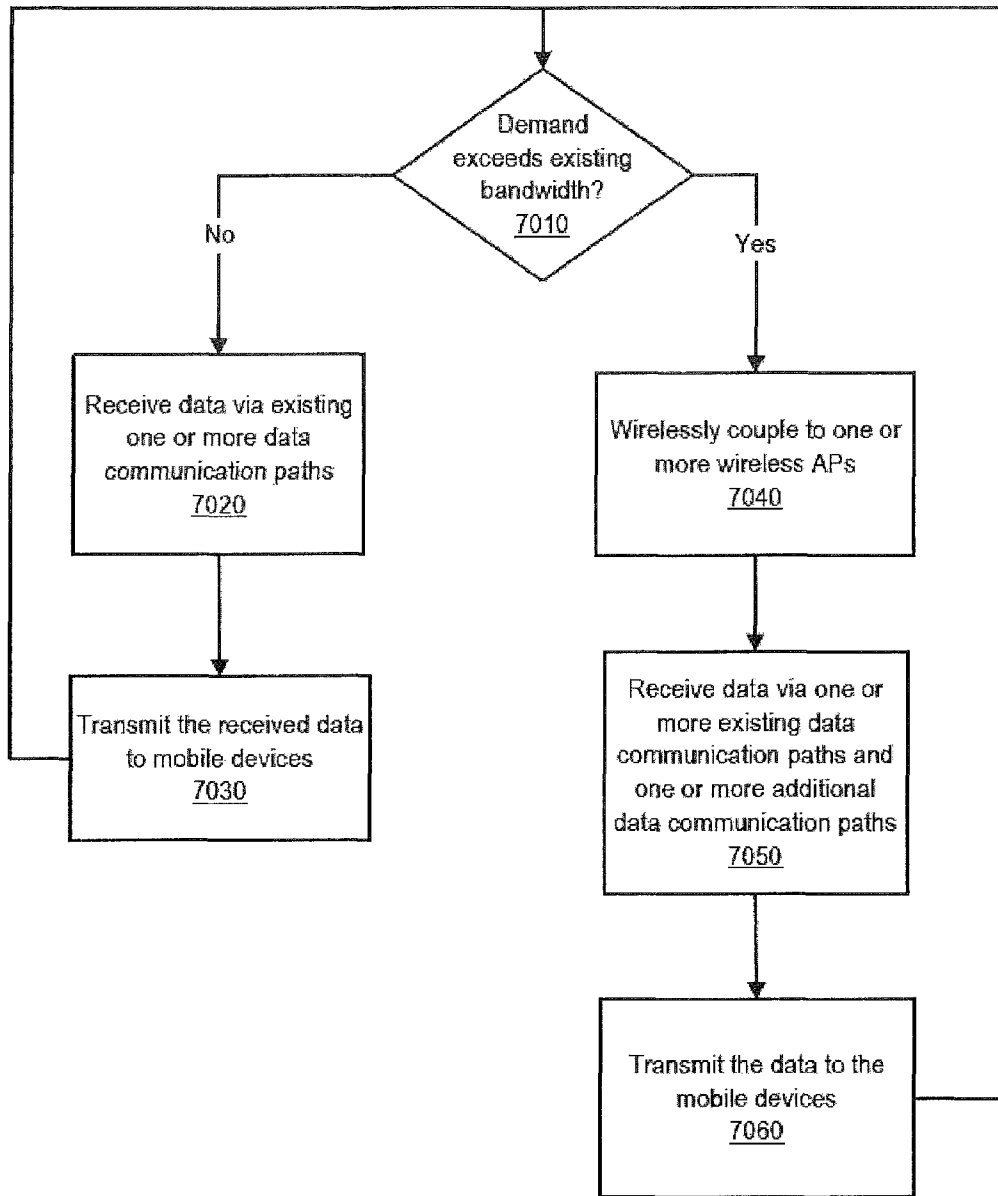 Demand
exceeds existing
bandwidth?
7010
No
Yes
Receive data via existing
one or more data
communication paths
7020
Wirelessly couple to one or
more wireless APs
7040
Transmit the received data
to mobile devices
7030
Receive data via one or
more existing data
communication paths and
one or more additional
data communication paths
7050
Transmit the data to the
mobile devices
7060